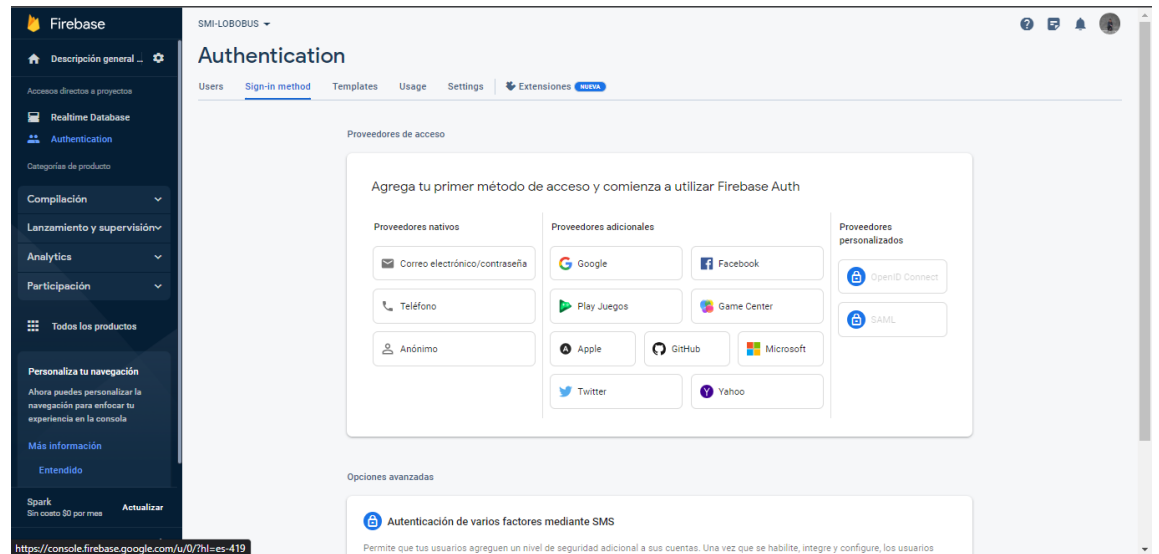 Firebase
SMI-LOBOBUS
Descripción general ...
Authentication
Accesos directos a proyectos
Users Sign-in method Templates Usage Settings Extensiones NUEVA
Realtime Database
Authentication
Categorías de producto
Compilación
Lanzamiento y supervisión
Analytics
Participación
Todos los productos
Personaliza tu navegación
Ahora puedes personalizar la
navegación para enfocar tu
experiencia en la consola
Más información
Entendido
Spark
Sin costo $0 por mes
Actualizar
https://console.firebase.google.com/u/0/?hl=es-419
Proveedores de acceso
Agrega tu primer método de acceso y comienza a utilizar Firebase Auth
Proveedores nativos
Correo electrónico/contraseña
Teléfono
Anónimo
Proveedores adicionales
Google
Facebook
Play Juegos
Game Center
Apple
GitHub
Microsoft
Twitter
Yahoo
Proveedores
personalizados
OpenID Connect
SAML
Opciones avanzadas
Autenticación de varios factores mediante SMS
Permite que tus usuarios agreguen un nivel de seguridad adicional a sus cuentas. Una vez que se habilite, integre y configure, los usuarios